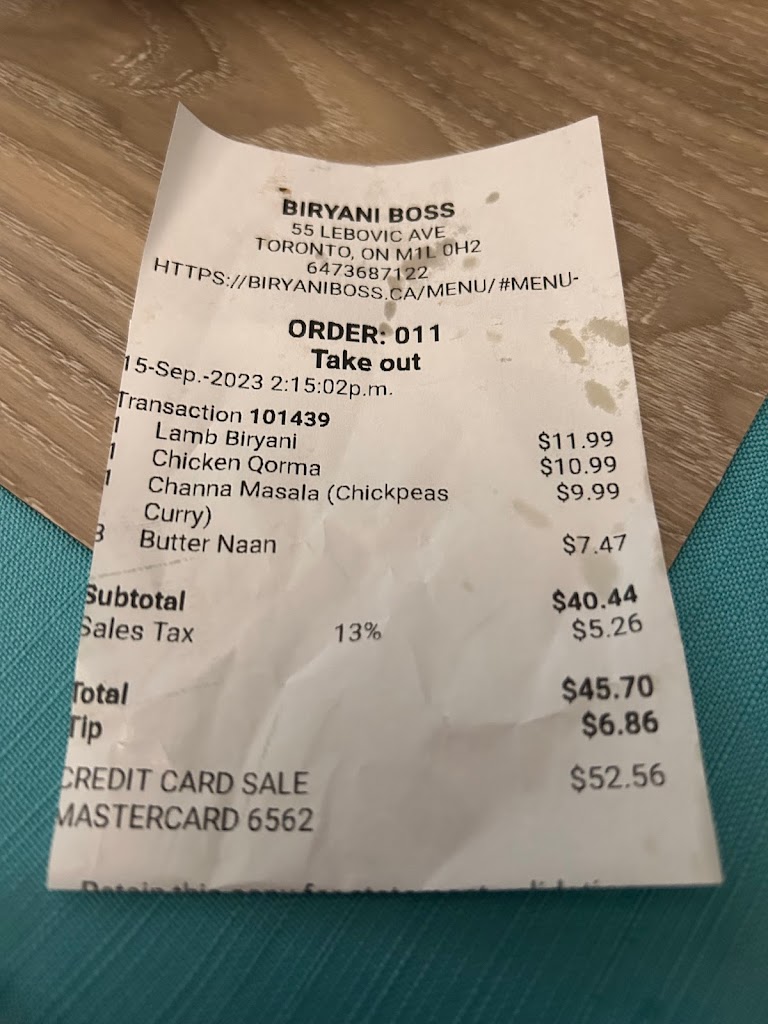 BIRYANI BOSS
55 LEBOVIC AVE
TORONTO, ON M1L 0H2
6473687122
HTTPS://BIRYANIBOSS.CA/MENU/#MENU-
ORDER: 011
Take out
15-Sep.-2023 2:15:02p.m.
Transaction 101439
1 Lamb Biryani $11.99
1 Chicken Qorma $10.99
1 Channa Masala (Chickpeas $9.99
Curry)
3 Butter Naan $7.47
Subtotal $40.44
Sales Tax 13% $5.26
Total $45.70
Tip $6.86
CREDIT CARD SALE $52.56
MASTERCARD 6562